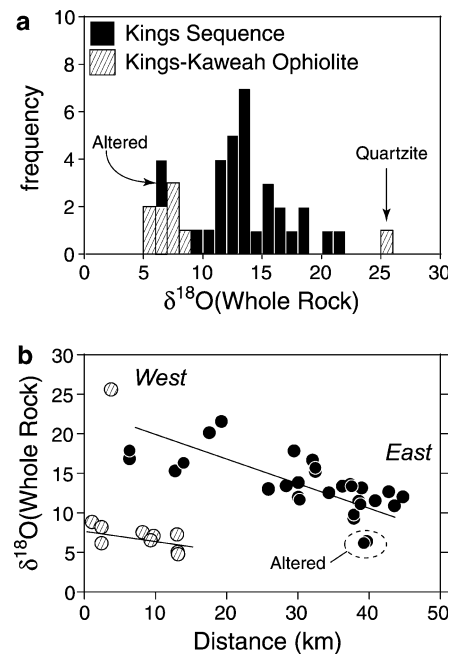 a
10
8
6
4
2
0
frequency
Kings Sequence
Kings-Kaweah Ophiolite
Altered
Quartzite
0 5 10 15 20 25 30
δ18O(Whole Rock)
b
30
25
20
15
10
5
0
δ18O(Whole Rock)
West
East
Altered
0 10 20 30 40 50
Distance (km)